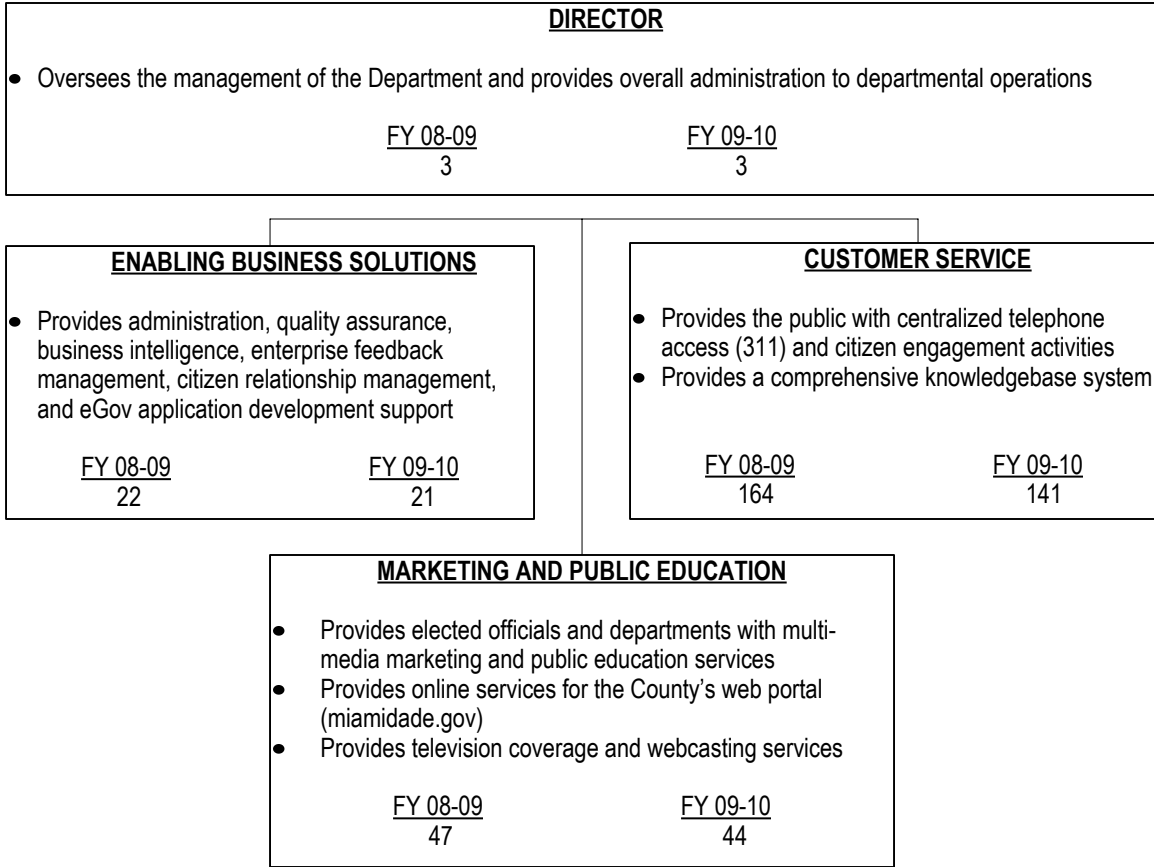 DIRECTOR
• Oversees the management of the Department and provides overall administration to departmental operations
FY 08-09 FY 09-10
3 3
ENABLING BUSINESS SOLUTIONS
• Provides administration, quality assurance,
business intelligence, enterprise feedback
management, citizen relationship management,
and eGov application development support
FY 08-09 FY 09-10
22 21
CUSTOMER SERVICE
• Provides the public with centralized telephone
access (311) and citizen engagement activities
• Provides a comprehensive knowledgebase system
FY 08-09 FY 09-10
164 141
MARKETING AND PUBLIC EDUCATION
• Provides elected officials and departments with multi-
media marketing and public education services
• Provides online services for the County's web portal
(miamidade.gov)
• Provides television coverage and webcasting services
FY 08-09 FY 09-10
47 44